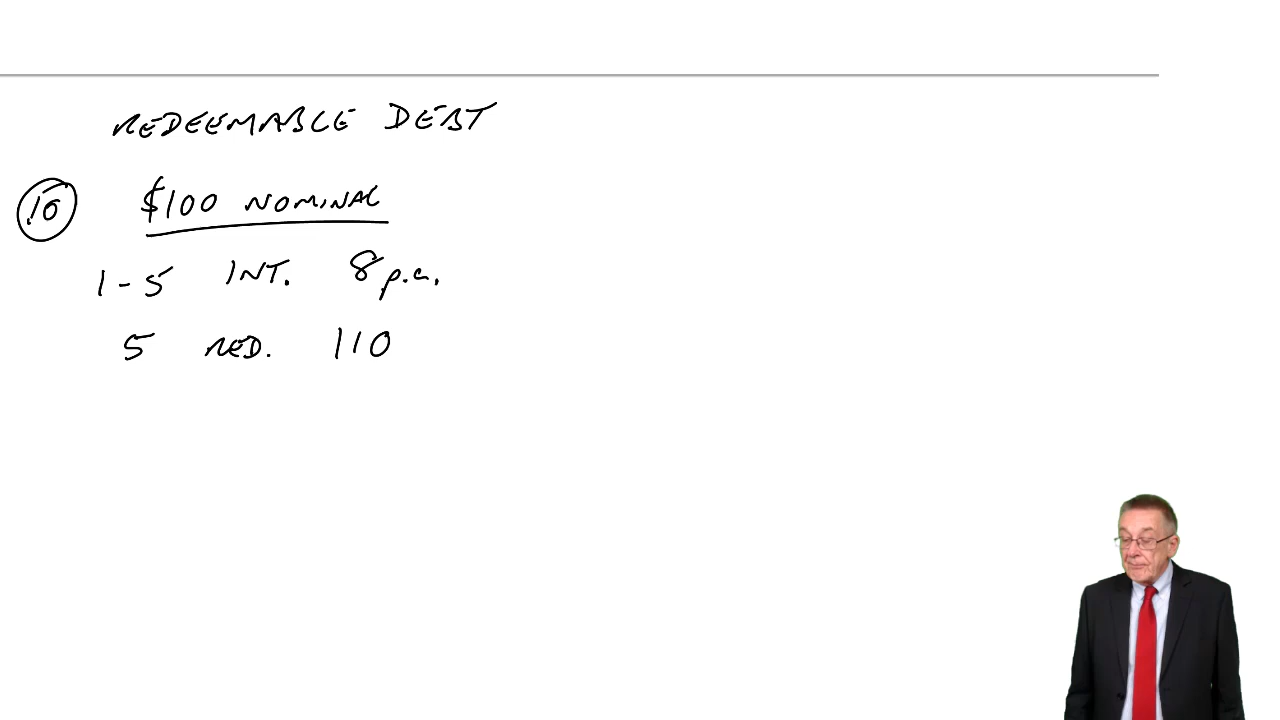 REDEEMABLE DEBT
10 $100 NOMINAL
1-5 INT. 8 p.a.
5 RED. 110